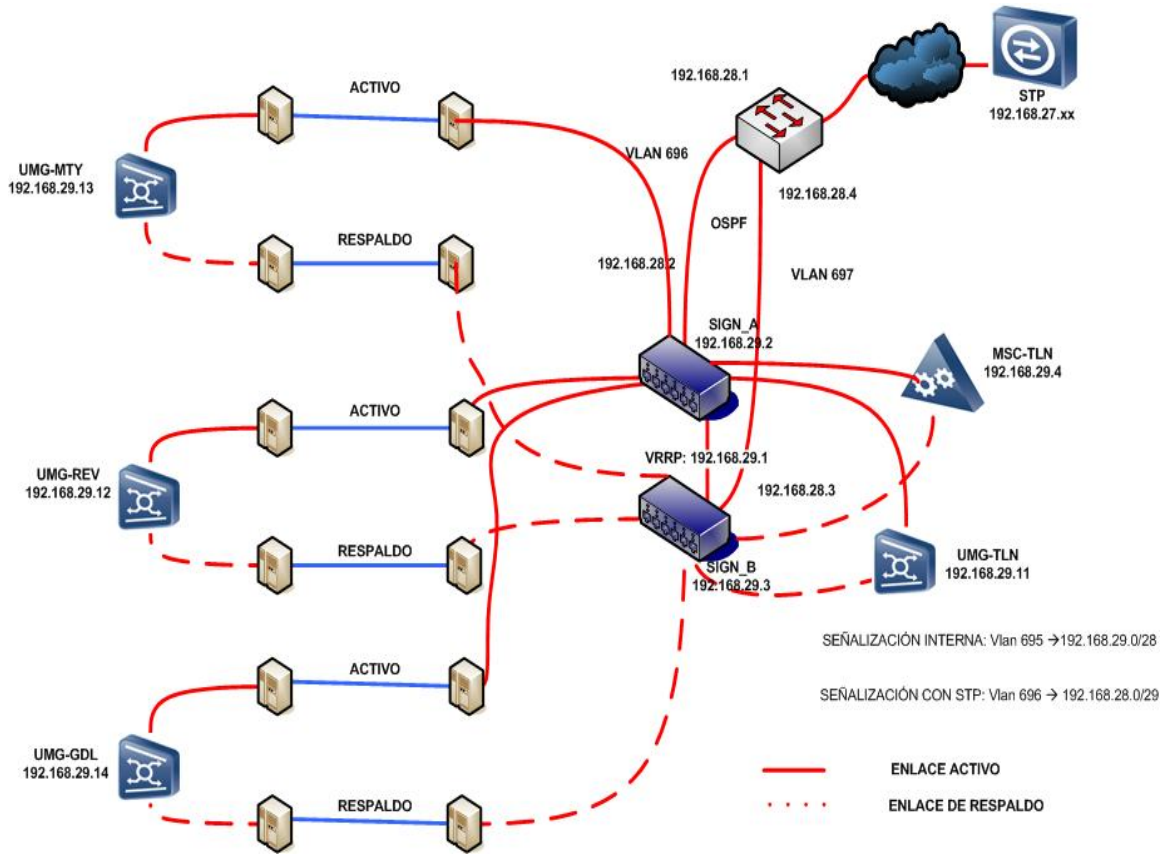 192.168.28.1
STP
192.168.27.xx
ACTIVO
UMG-MTY
192.168.29.13
VLAN 696
192.168.28.4
OSPF
RESPALDO
192.168.28.2
VLAN 697
SIGN_A
192.168.29.2
MSC-TLN
192.168.29.4
ACTIVO
UMG-REV
192.168.29.12
VRRP: 192.168.29.1
192.168.28.3
RESPALDO
SIGN_B
192.168.29.3
UMG-TLN
192.168.29.11
SEÑALIZACIÓN INTERNA: Vlan 695 →192.168.29.0/28
ACTIVO
SEÑALIZACIÓN CON STP: Vlan 696 → 192.168.28.0/29
UMG-GDL
192.168.29.14
ENLACE ACTIVO
RESPALDO
ENLACE DE RESPALDO